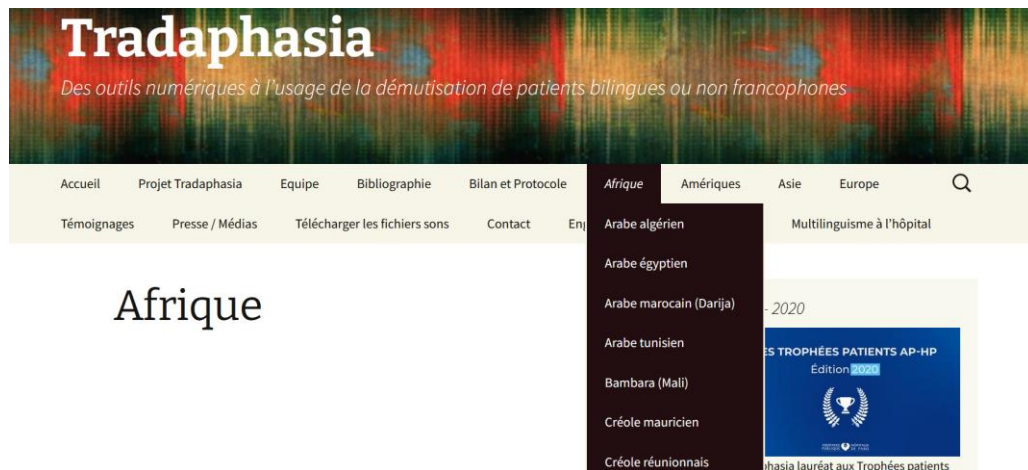 Tradaphasia
Des outils numériques à l'usage de la démutisation de patients bilingues ou non francophones
Accueil Projet Tradaphasia Equipe Bibliographie Bilan et Protocole Afrique Amériques Asie Europe
Témoignages Presse / Médias Télécharger les fichiers sons Contact Multilinguisme à l'hôpital
Arabe algérien
Arabe égyptien
Arabe marocain (Darija)
Arabe tunisien
Bambara (Mali)
Créole mauricien
Créole réunionnais
Afrique
- 2020
ES TROPHÉES PATIENTS AP-HP
Édition 2020
phasia lauréat aux Trophées patients